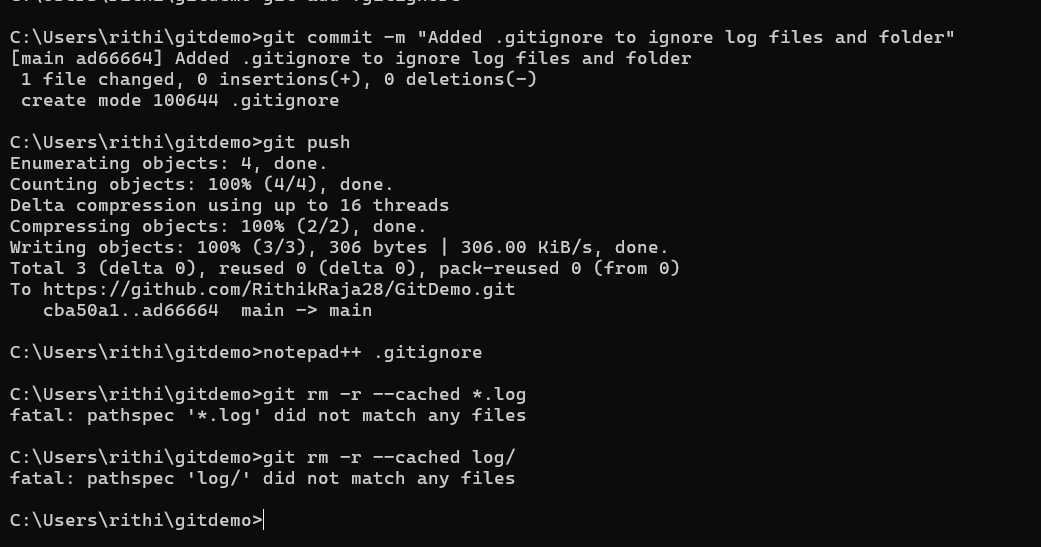 C:\Users\rithi\gitdemo>git add .gitignore
C:\Users\rithi\gitdemo>git commit -m "Added .gitignore to ignore log files and folder"
[main ad66664] Added .gitignore to ignore log files and folder
 1 file changed, 0 insertions(+), 0 deletions(-)
 create mode 100644 .gitignore
C:\Users\rithi\gitdemo>git push
Enumerating objects: 4, done.
Counting objects: 100% (4/4), done.
Delta compression using up to 16 threads
Compressing objects: 100% (2/2), done.
Writing objects: 100% (3/3), 306 bytes | 306.00 KiB/s, done.
Total 3 (delta 0), reused 0 (delta 0), pack-reused 0 (from 0)
To https://github.com/RithikRaja28/GitDemo.git
   cba50a1..ad66664  main -> main
C:\Users\rithi\gitdemo>notepad++ .gitignore
C:\Users\rithi\gitdemo>git rm -r --cached *.log
fatal: pathspec '*.log' did not match any files
C:\Users\rithi\gitdemo>git rm -r --cached log/
fatal: pathspec 'log/' did not match any files
C:\Users\rithi\gitdemo>